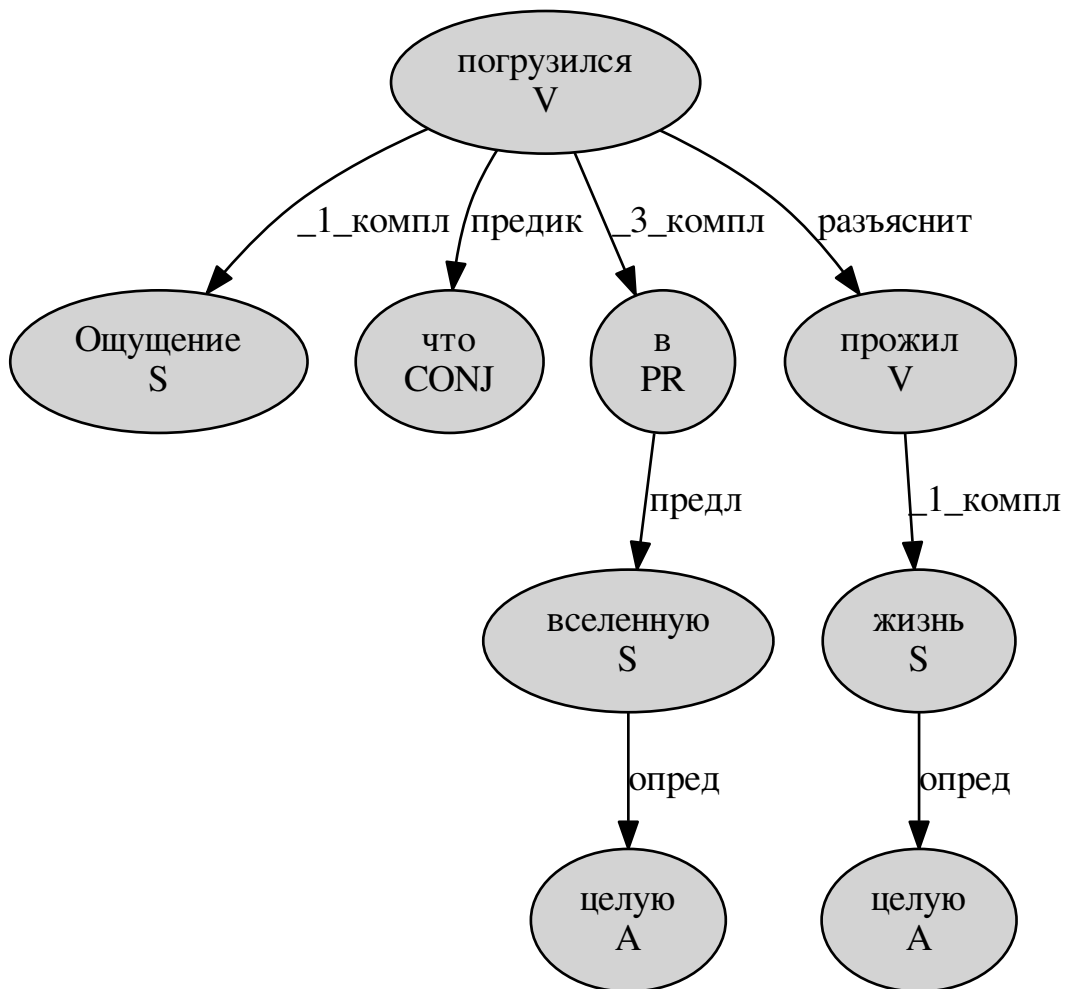 погрузился
V
_1_компл
предик
_3_компл
разъяснит
Ощущение
S
что
CONJ
в
PR
прожил
V
предл
_1_компл
вселенную
S
жизнь
S
опред
опред
целую
A
целую
A